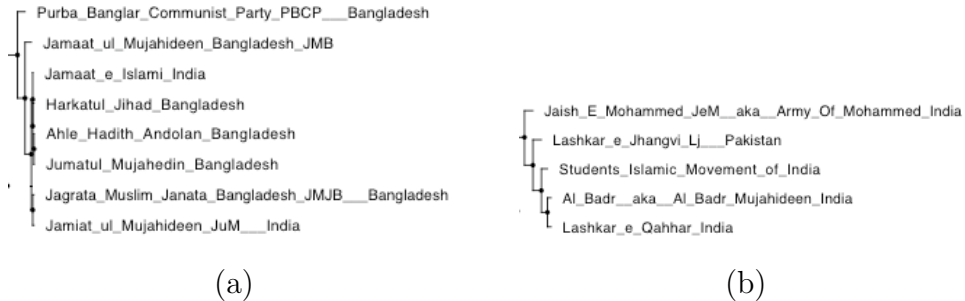 Purba_Banglar_Communist_Party_PBCP___Bangladesh
Jamaat_ul_Mujahideen_Bangladesh_JMB
Jamaat_e_Islami_India
Harkatul_Jihad_Bangladesh
Ahle_Hadith_Andolan_Bangladesh
Jumatul_Mujahedin_Bangladesh
Jagrata_Muslim_Janata_Bangladesh_JMJB___Bangladesh
Jamiat_ul_Mujahideen_JuM___India
(a)
Jaish_E_Mohammed_JeM__aka__Army_Of_Mohammed_India
Lashkar_e_Jhangvi_Lj___Pakistan
Students_Islamic_Movement_of_India
Al_Badr__aka__Al_Badr_Mujahideen_India
Lashkar_e_Qahhar_India
(b)